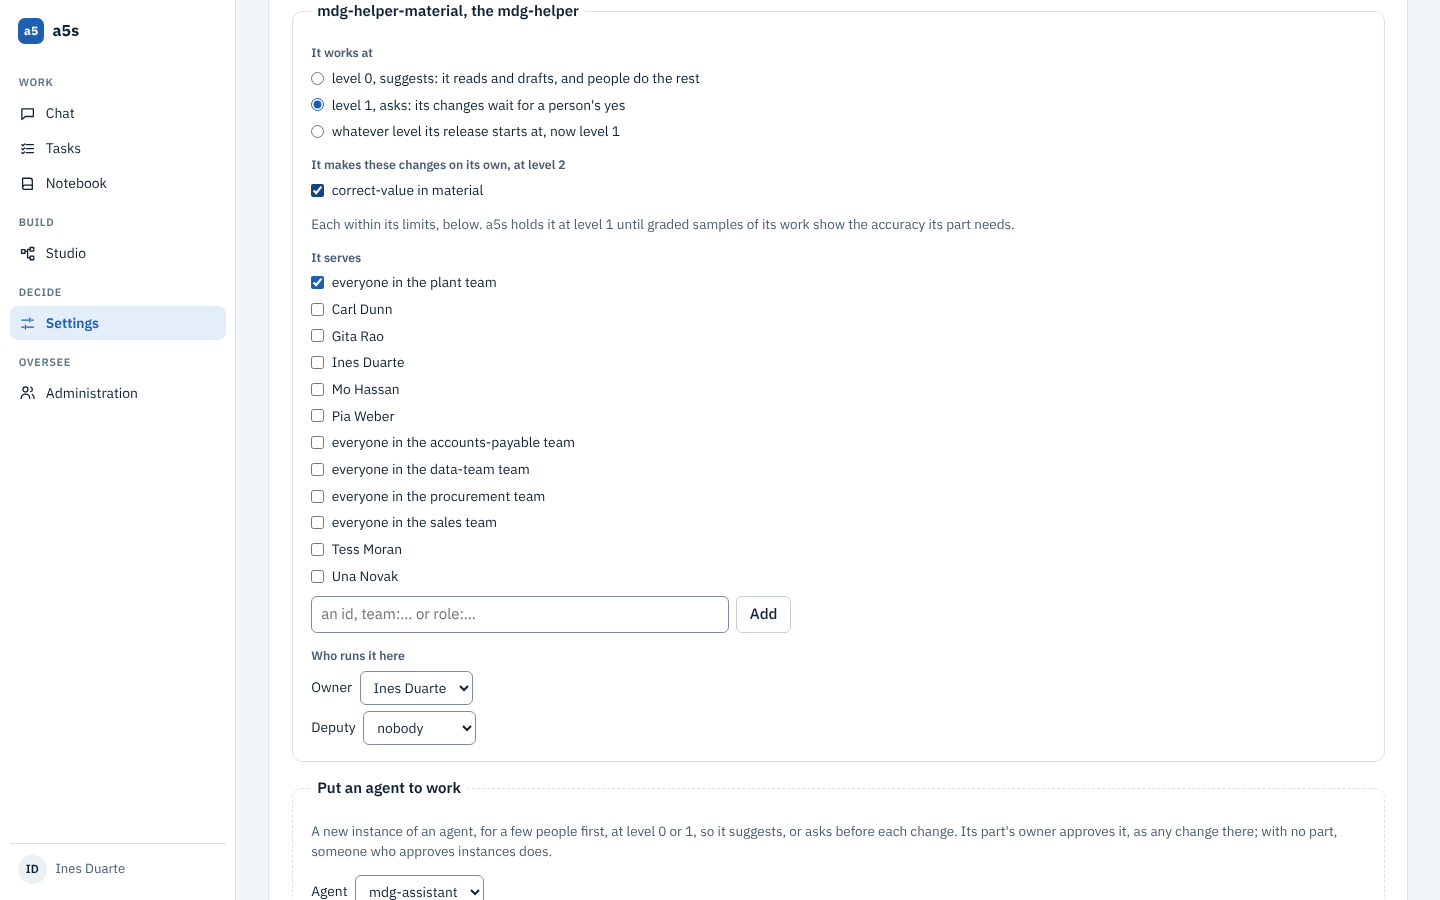 a5 a5s
WORK
Chat
Tasks
Notebook
BUILD
Studio
DECIDE
Settings
OVERSEE
Administration
ID Ines Duarte
mdg-helper-material, the mdg-helper
It works at
level 0, suggests: it reads and drafts, and people do the rest
level 1, asks: its changes wait for a person's yes
whatever level its release starts at, now level 1
It makes these changes on its own, at level 2
correct-value in material
Each within its limits, below. a5s holds it at level 1 until graded samples of its work show the accuracy its part needs.
It serves
everyone in the plant team
Carl Dunn
Gita Rao
Ines Duarte
Mo Hassan
Pia Weber
everyone in the accounts-payable team
everyone in the data-team team
everyone in the procurement team
everyone in the sales team
Tess Moran
Una Novak
an id, team:... or role:... Add
Who runs it here
Owner Ines Duarte
Deputy nobody
Put an agent to work
A new instance of an agent, for a few people first, at level 0 or 1, so it suggests, or asks before each change. Its part's owner approves it, as any change there; with no part,
someone who approves instances does.
Agent mdg-assistant